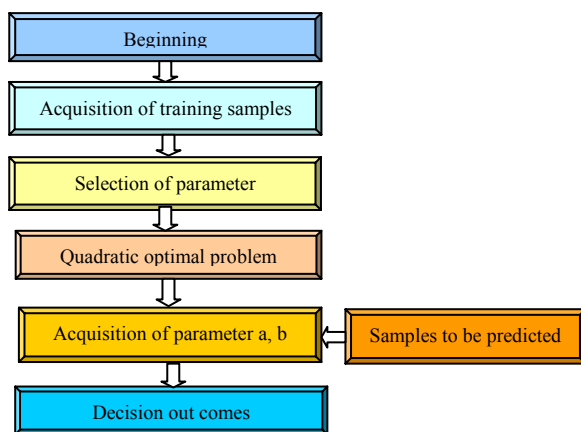 Beginning
Acquisition of training samples
Selection of parameter
Quadratic optimal problem
Acquisition of parameter a, b
Samples to be predicted
Decision out comes